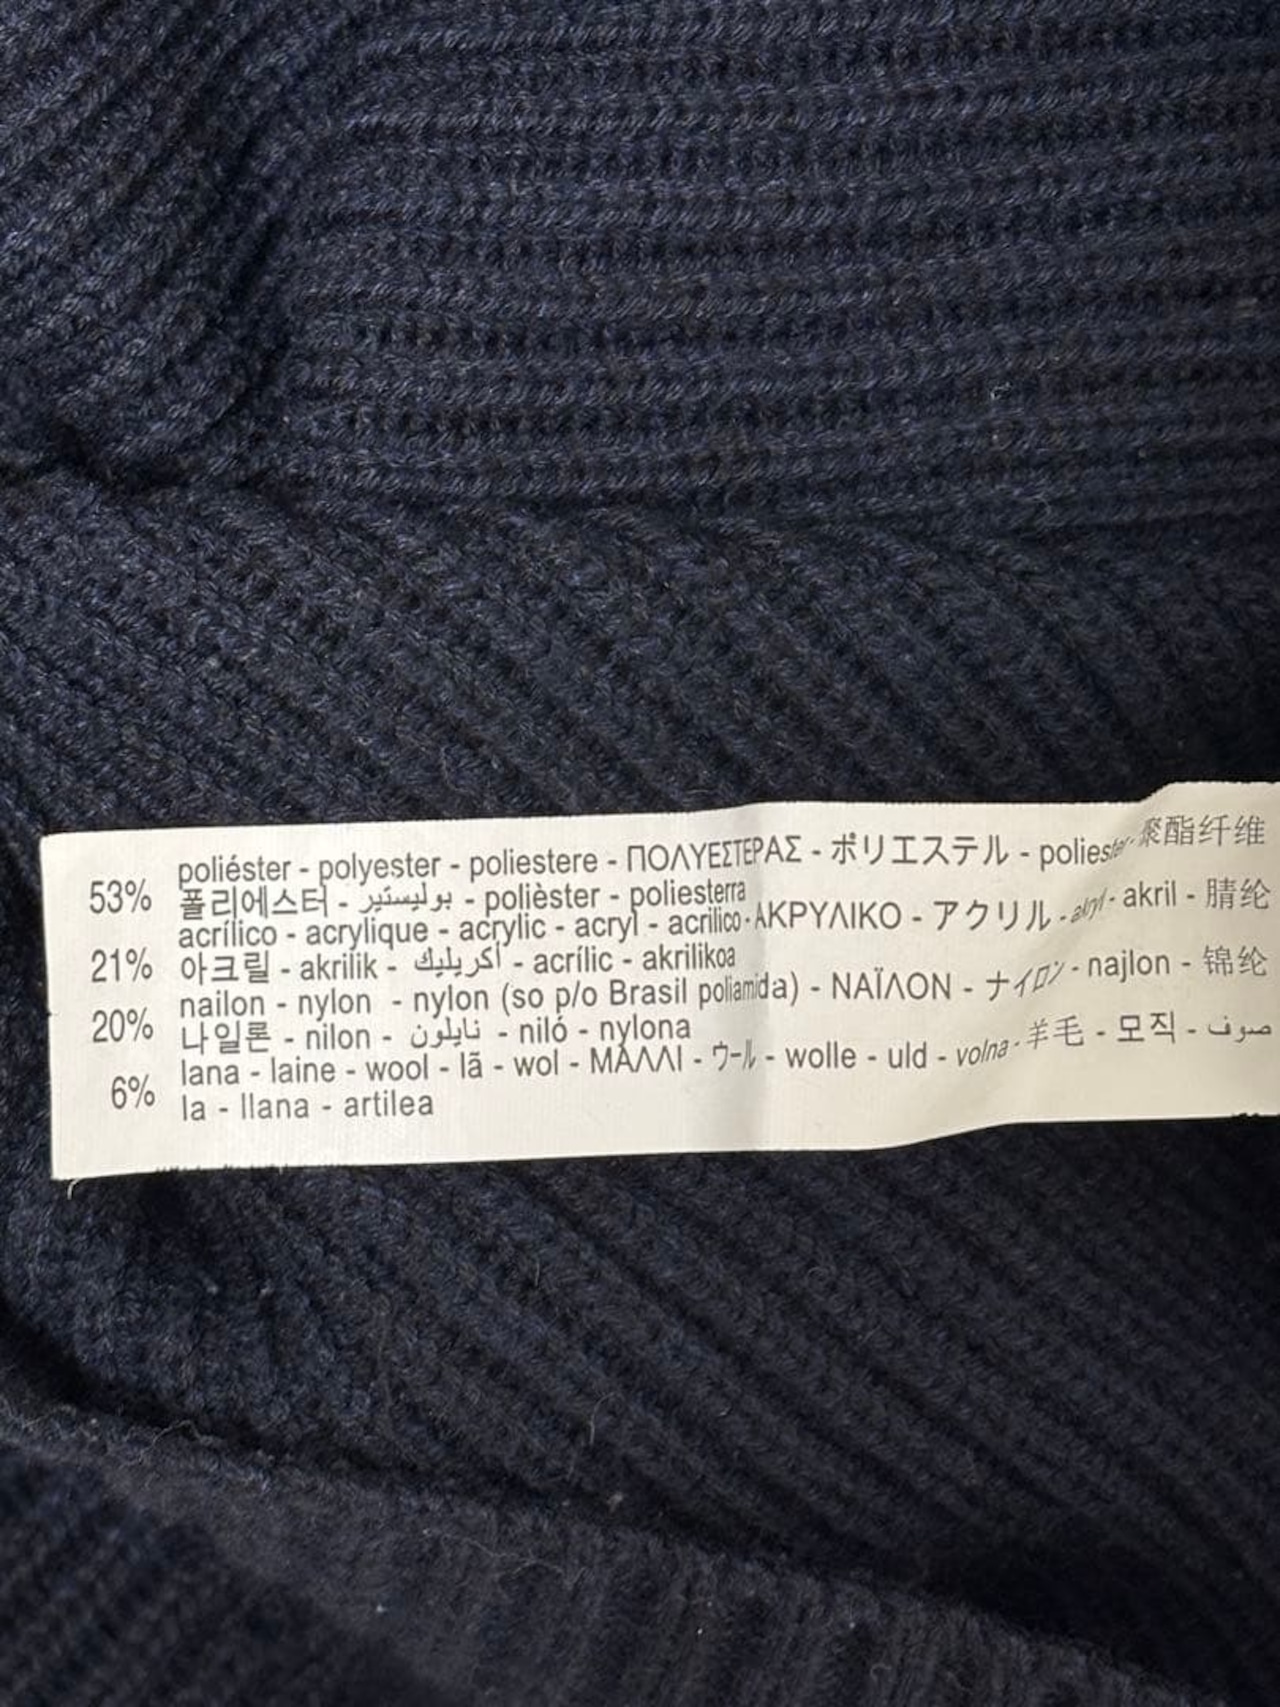 53% poliéster - polyester - poliestere - ΠΟΛΥΕΣΤΕΡΑΣ - ポリエステル - poliester - 聚酯纤维
폴리에스터 - بوليستير - polièster - poliesterra
21% acrílico - acrylique - acrylic - acryl - acrilico - ΑΚΡΥΛΙΚΟ - アクリル - akryl - akril - 腈纶
아크릴 - akrilik - أكريليك - acrílic - akrilikoa
20% nailon - nylon - nylon (so p/o Brasil poliamida) - ΝΑΪΛΟΝ - ナイロン - najlon - 锦纶
나일론 - nilon - نايلون - niló - nylona
6% lana - laine - wool - lã - wol - ΜΑΛΛΙ - ウール - wolle - uld - volna - 羊毛 - 모직 - صوف
la - llana - artilea